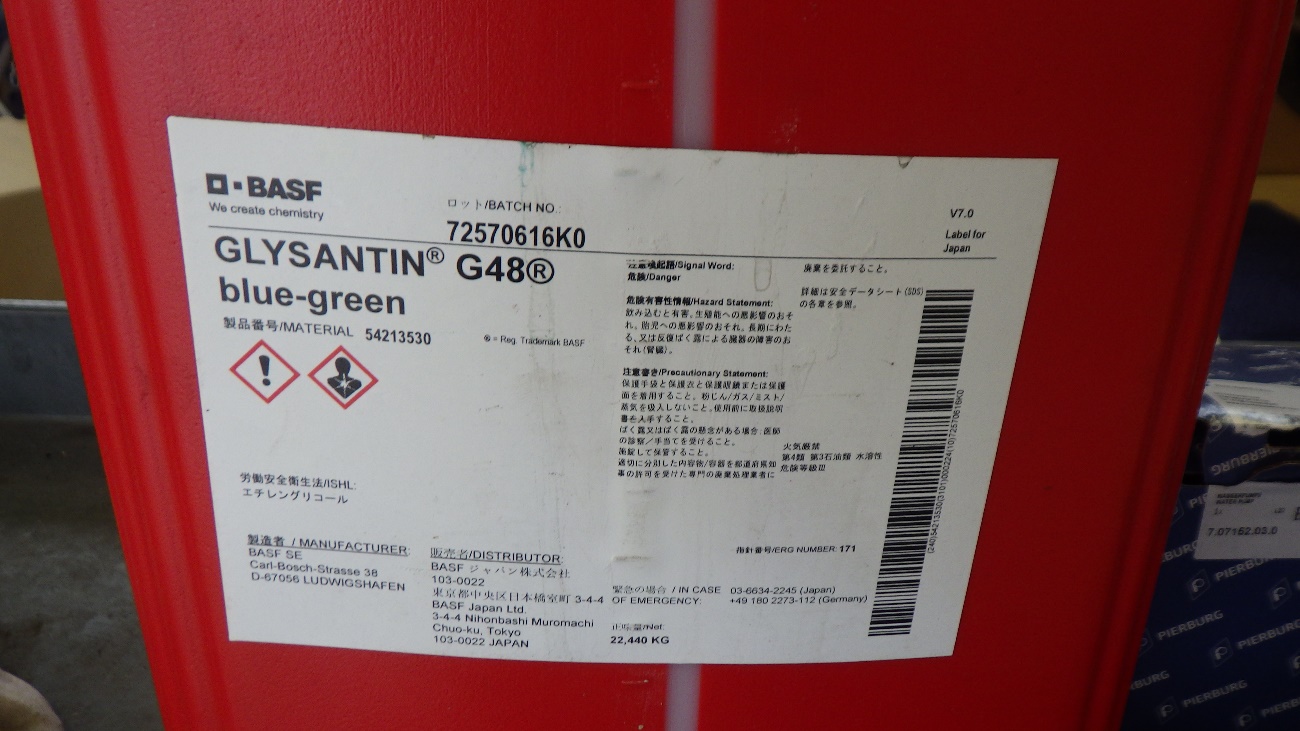 BASF
We create chemistry
ロット/BATCH NO.:
72570616K0
V7.0
Label for
Japan
GLYSANTIN® G48®
blue-green
製品番号/MATERIAL 54213530
® = Reg. Trademark BASF
注意喚起語/Signal Word:
危険/Danger
危険有害性情報/Hazard Statement:
飲み込むと有害。生殖能への悪影響のおそ
れ。胎児への悪影響のおそれ。長期にわた
る、又は反復ばく露による臓器の障害のお
それ(腎臓)。
注意書き/Precautionary Statement:
保護手袋と保護衣と保護眼鏡または保護
面を着用すること。粉じん/ガス/ミスト/
蒸気を吸入しないこと。使用前に取扱説明
書を入手すること。
ばく露又はばく露の懸念がある場合:医師
の診察／手当てを受けること。
施錠して保管すること。
適切に分別した内容物/容器を都道府県知
事の許可を受けた専門の廃棄処理業者に
廃棄を委託すること。
詳細は安全データシート(SDS)
の各章を参照。
火気厳禁
第4類 第3石油類 水溶性
危険等級III
労働安全衛生法/ISHL:
エチレングリコール
製造者 / MANUFACTURER:
BASF SE
Carl-Bosch-Strasse 38
D-67056 LUDWIGSHAFEN
販売者/DISTRIBUTOR:
BASF ジャパン株式会社
103-0022
東京都中央区日本橋室町 3-4-4
BASF Japan Ltd.
3-4-4 Nihonbashi Muromachi
Chuo-ku, Tokyo
103-0022 JAPAN
指針番号/ERG NUMBER: 171
緊急の場合 / IN CASE
OF EMERGENCY:
03-6634-2245 (Japan)
+49 180 2273-112 (Germany)
正味量/Net:
22,440 KG
(240)54213530(3101)000224(10)72570616K0
PIERBURG
WATER PUMP
7.07152.03.0
PIERBURG
PIERBURG
PIERBURG
PIERBURG